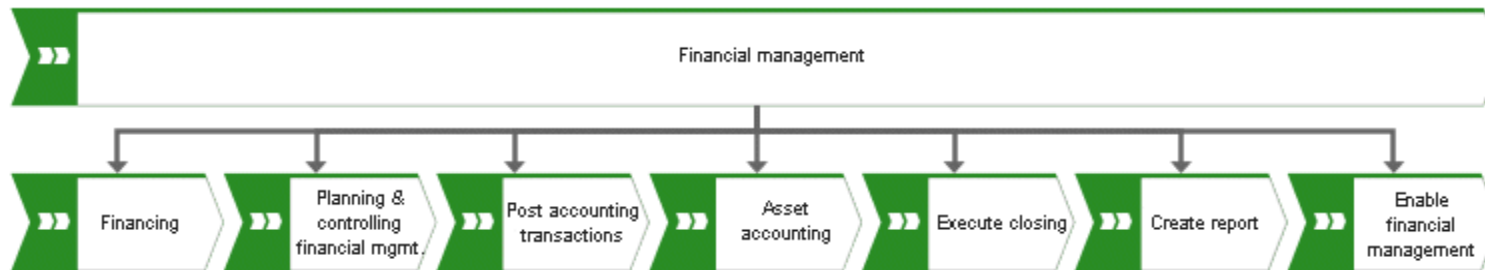 Financial management
Financing
Planning &
controlling
financial mgmt.
Post accounting
transactions
Asset
accounting
Execute closing
Create report
Enable
financial
management